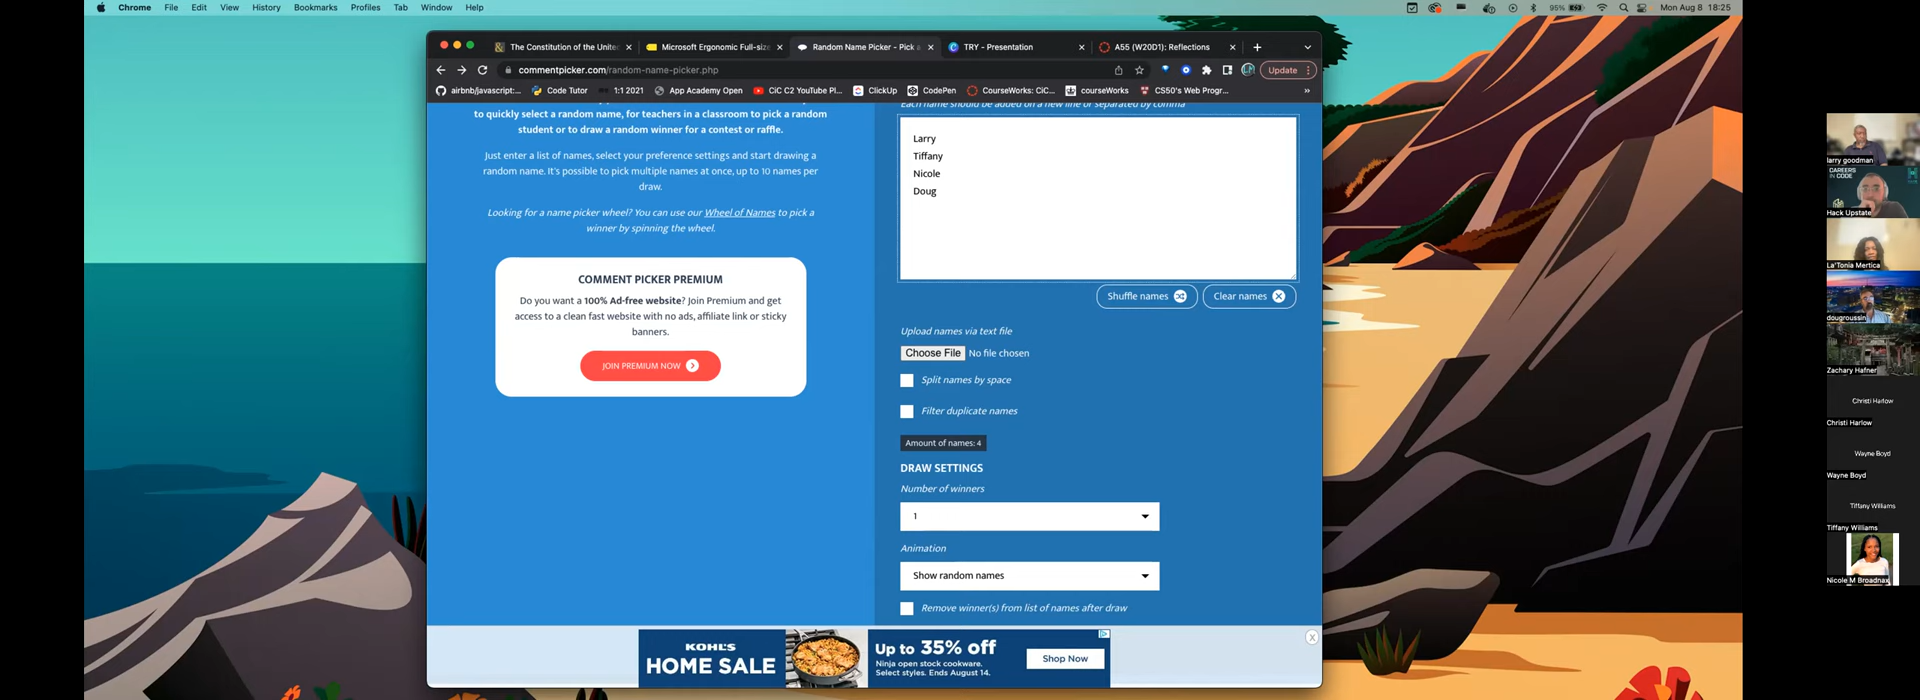 Chrome File Edit View History Bookmarks Profiles Tab Window Help
95% Mon Aug 8 18:25
The Constitution of the Unite
Microsoft Ergonomic Full-size
Random Name Picker - Pick a
TRY - Presentation
A55 (W20D1): Reflections
commentpicker.com/random-name-picker.php
Update
airbnb/javascript:...
Code Tutor
1:1 2021
App Academy Open
CiC C2 YouTube Pl...
ClickUp
CodePen
CourseWorks: CiC...
courseWorks
CS50's Web Progr...
to quickly select a random name, for teachers in a classroom to pick a random
student or to draw a random winner for a contest or raffle.
Just enter a list of names, select your preference settings and start drawing a
random name. It's possible to pick multiple names at once, up to 10 names per
draw.
Looking for a name picker wheel? You can use our Wheel of Names to pick a
winner by spinning the wheel.
COMMENT PICKER PREMIUM
Do you want a 100% Ad-free website? Join Premium and get
access to a clean fast website with no ads, affiliate link or sticky
banners.
JOIN PREMIUM NOW
Each name should be added on a new line or separated by comma
Larry
Tiffany
Nicole
Doug
Shuffle names
Clear names
Upload names via text file
Choose File No file chosen
Split names by space
Filter duplicate names
Amount of names: 4
DRAW SETTINGS
Number of winners
1
Animation
Show random names
Remove winner(s) from list of names after draw
KOHL'S
HOME SALE
Up to 35% off
Ninja open stock cookware.
Select styles. Ends August 14.
Shop Now
larry goodman
CAREERS
IN CODE
Hack Upstate
La'Tonia Mertica
dougroussin
Zachary Hafner
Christi Harlow
Christi Harlow
Wayne Boyd
Wayne Boyd
Tiffany Williams
Tiffany Williams
Nicole M Broadnax